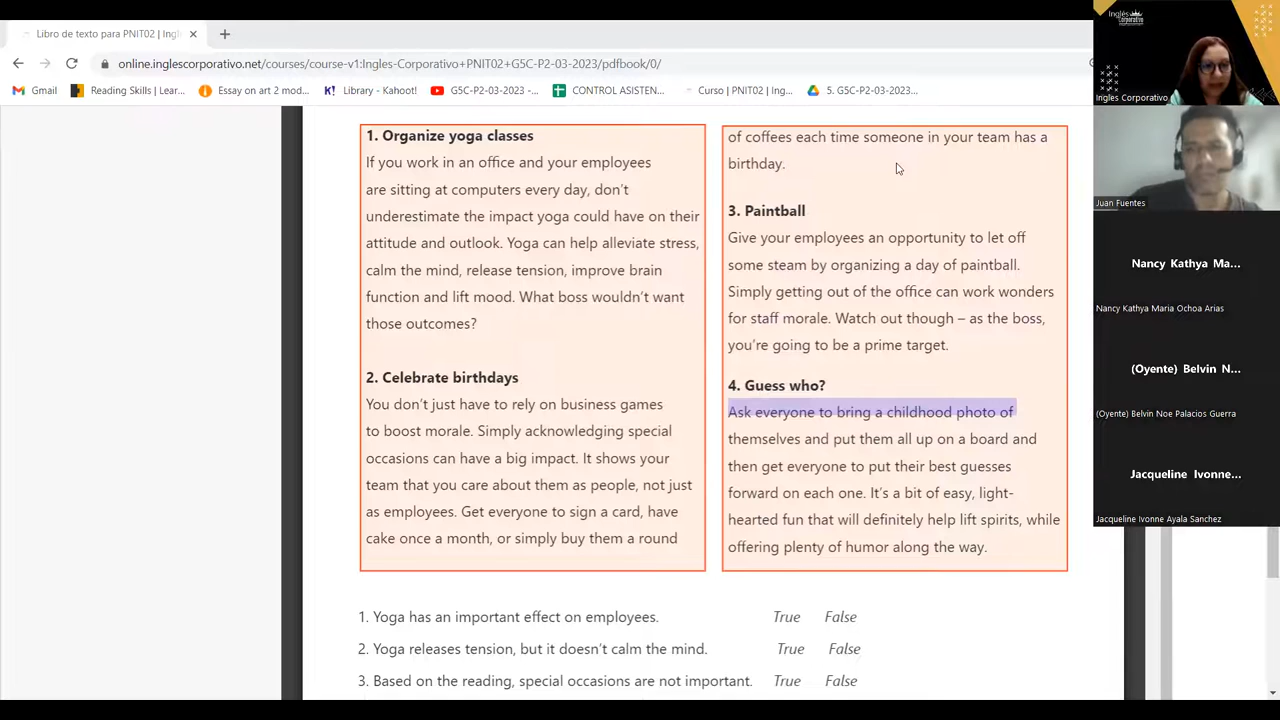 Libro de texto para PNIT02 | Ingl
online.inglescorporativo.net/courses/course-v1:Ingles-Corporativo+PNIT02+G5C-P2-03-2023/pdfbook/0/
Gmail
Reading Skills | Lear...
Essay on art 2 mod...
Library - Kahoot!
G5C-P2-03-2023 -...
CONTROL ASISTEN...
Curso | PNIT02 | Ing...
5. G5C-P2-03-2023...
1. Organize yoga classes
If you work in an office and your employees
are sitting at computers every day, don't
underestimate the impact yoga could have on their
attitude and outlook. Yoga can help alleviate stress,
calm the mind, release tension, improve brain
function and lift mood. What boss wouldn't want
those outcomes?
2. Celebrate birthdays
You don't just have to rely on business games
to boost morale. Simply acknowledging special
occasions can have a big impact. It shows your
team that you care about them as people, not just
as employees. Get everyone to sign a card, have
cake once a month, or simply buy them a round
of coffees each time someone in your team has a
birthday.
3. Paintball
Give your employees an opportunity to let off
some steam by organizing a day of paintball.
Simply getting out of the office can work wonders
for staff morale. Watch out though – as the boss,
you're going to be a prime target.
4. Guess who?
Ask everyone to bring a childhood photo of
themselves and put them all up on a board and
then get everyone to put their best guesses
forward on each one. It's a bit of easy, light-
hearted fun that will definitely help lift spirits, while
offering plenty of humor along the way.
1. Yoga has an important effect on employees. True False
2. Yoga releases tension, but it doesn't calm the mind. True False
3. Based on the reading, special occasions are not important. True False
Inglés
Corporativo
Ingles Corporativo
Juan Fuentes
Nancy Kathya Ma...
Nancy Kathya Maria Ochoa Arias
(Oyente) Belvin N...
(Oyente) Belvin Noe Palacios Guerra
Jacqueline Ivonne...
Jacqueline Ivonne Ayala Sanchez